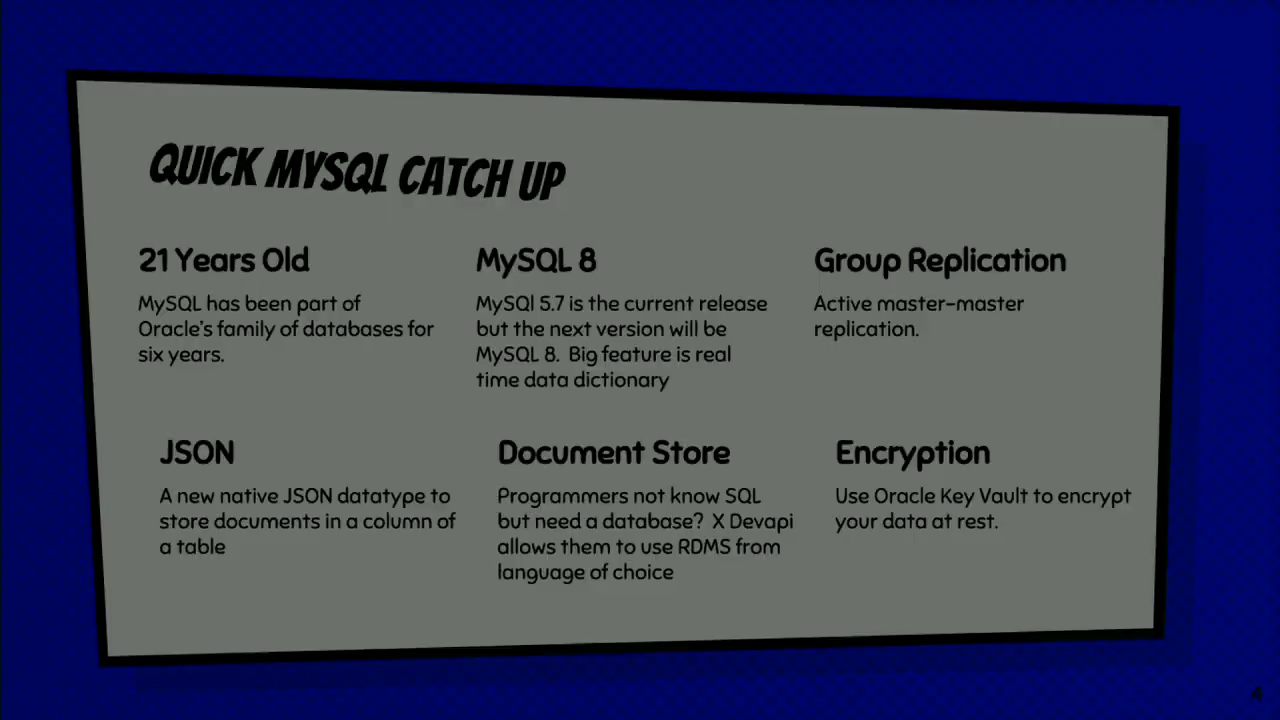 QUICK MYSQL CATCH UP
21 Years Old
MySQL has been part of
Oracle's family of databases for
six years.
MySQL 8
MySQl 5.7 is the current release
but the next version will be
MySQL 8. Big feature is real
time data dictionary
Group Replication
Active master-master
replication.
JSON
A new native JSON datatype to
store documents in a column of
a table
Document Store
Programmers not know SQL
but need a database? X Devapi
allows them to use RDMS from
language of choice
Encryption
Use Oracle Key Vault to encrypt
your data at rest.
4